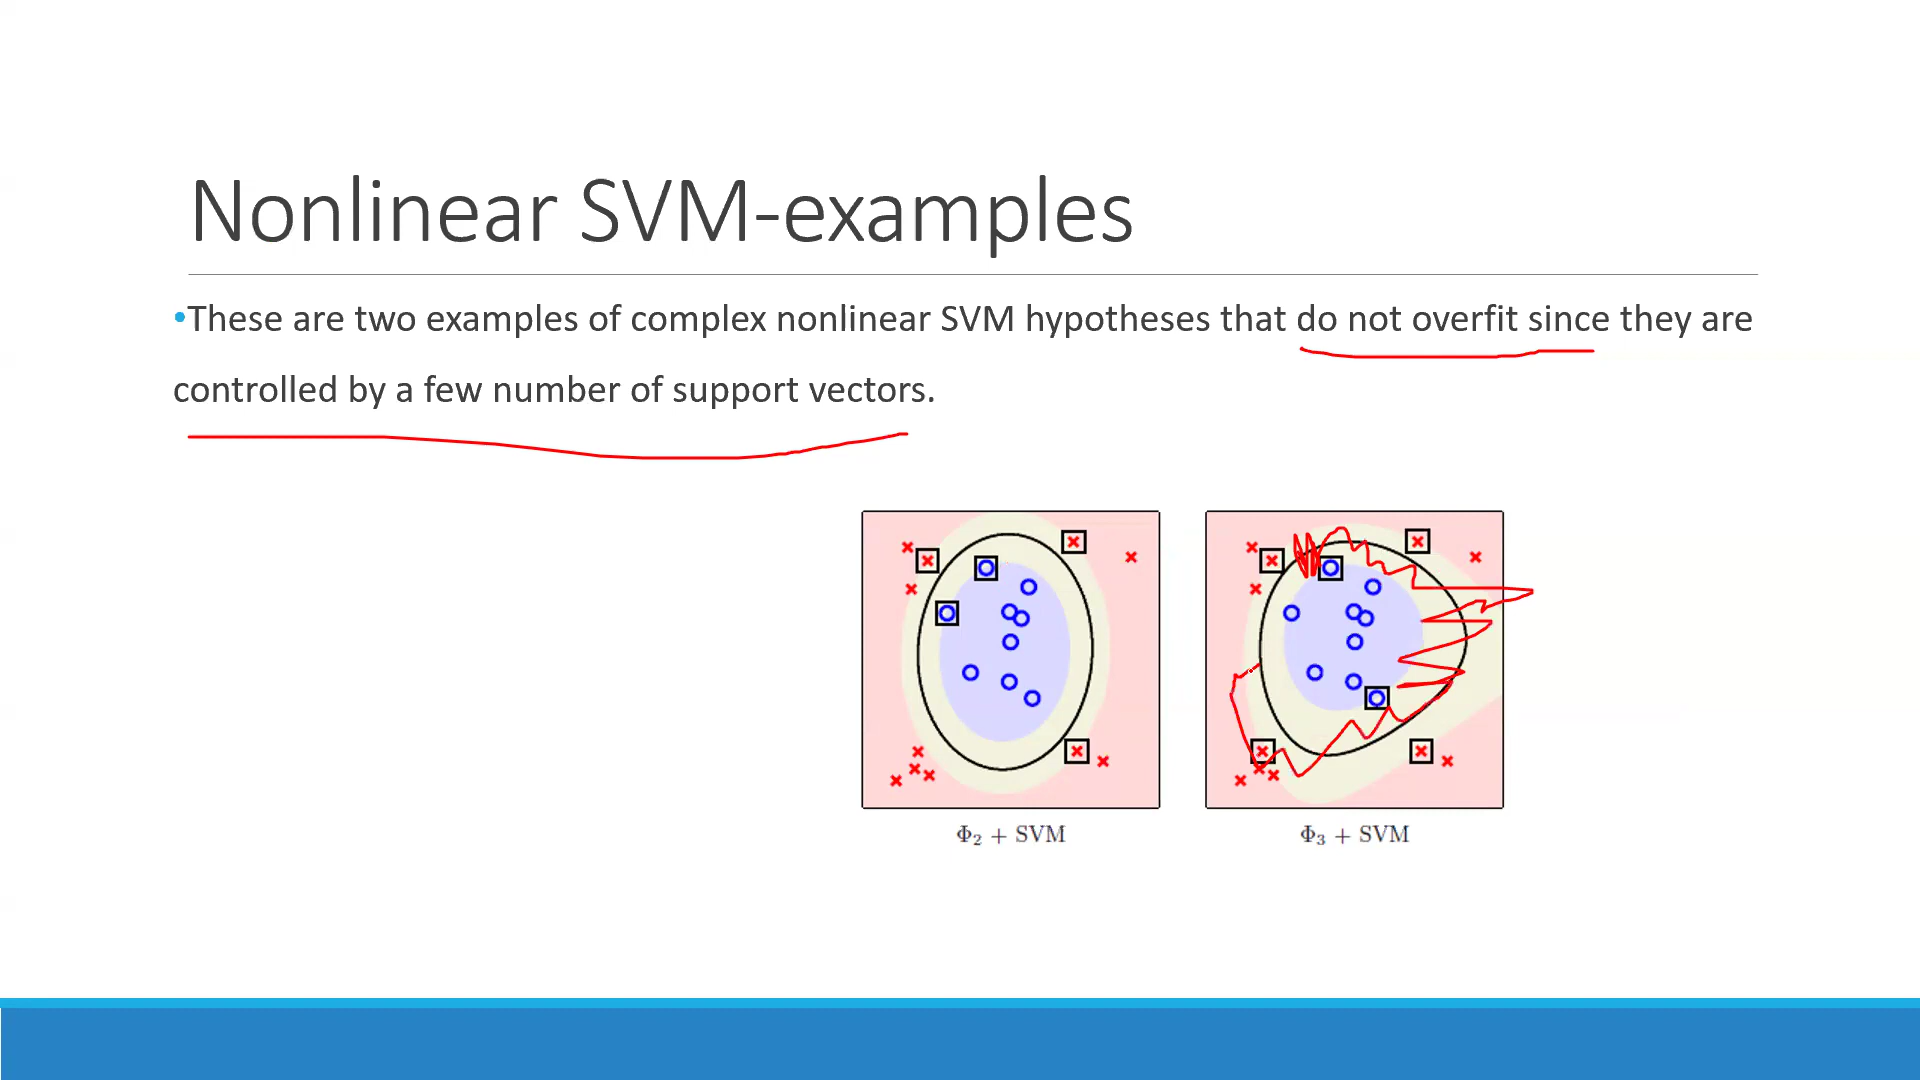 Nonlinear SVM-examples
•These are two examples of complex nonlinear SVM hypotheses that do not overfit since they are
controlled by a few number of support vectors.
Φ₂ + SVM
Φ₃ + SVM